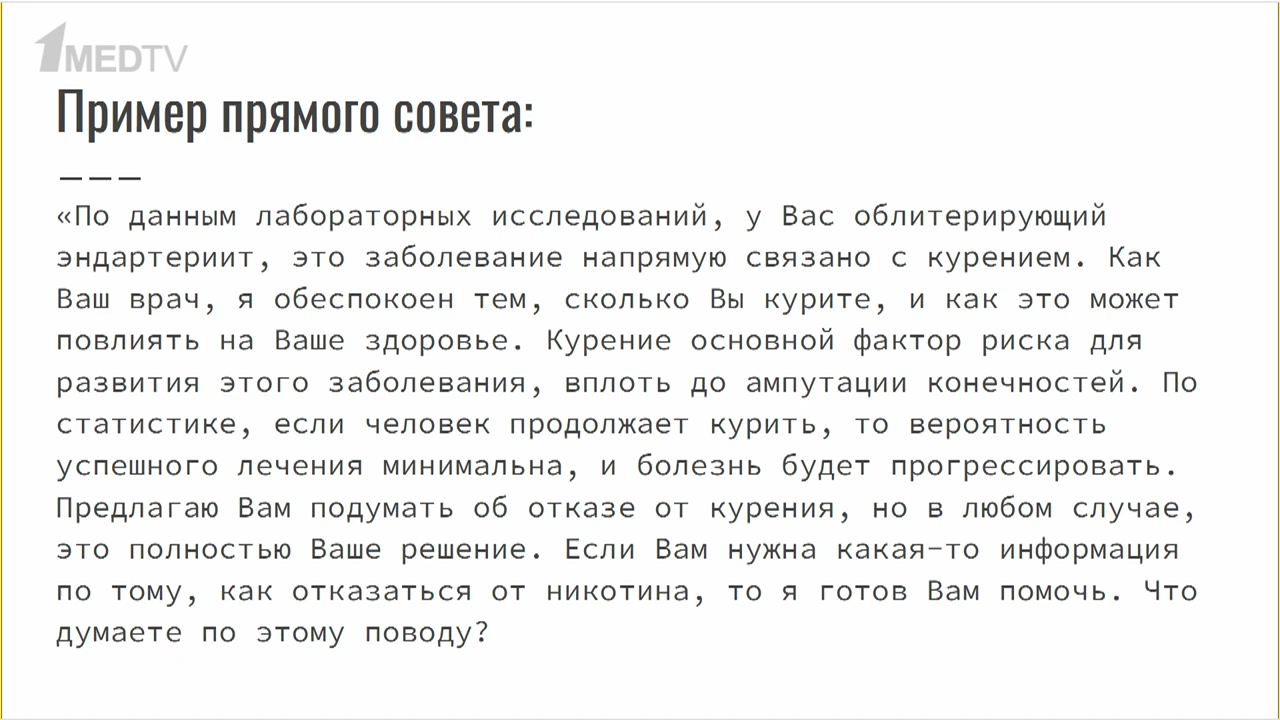 1MEDTV
Пример прямого совета:
———
«По данным лабораторных исследований, у Вас облитерирующий
эндартериит, это заболевание напрямую связано с курением. Как
Ваш врач, я обеспокоен тем, сколько Вы курите, и как это может
повлиять на Ваше здоровье. Курение основной фактор риска для
развития этого заболевания, вплоть до ампутации конечностей. По
статистике, если человек продолжает курить, то вероятность
успешного лечения минимальна, и болезнь будет прогрессировать.
Предлагаю Вам подумать об отказе от курения, но в любом случае,
это полностью Ваше решение. Если Вам нужна какая-то информация
по тому, как отказаться от никотина, то я готов Вам помочь. Что
думаете по этому поводу?